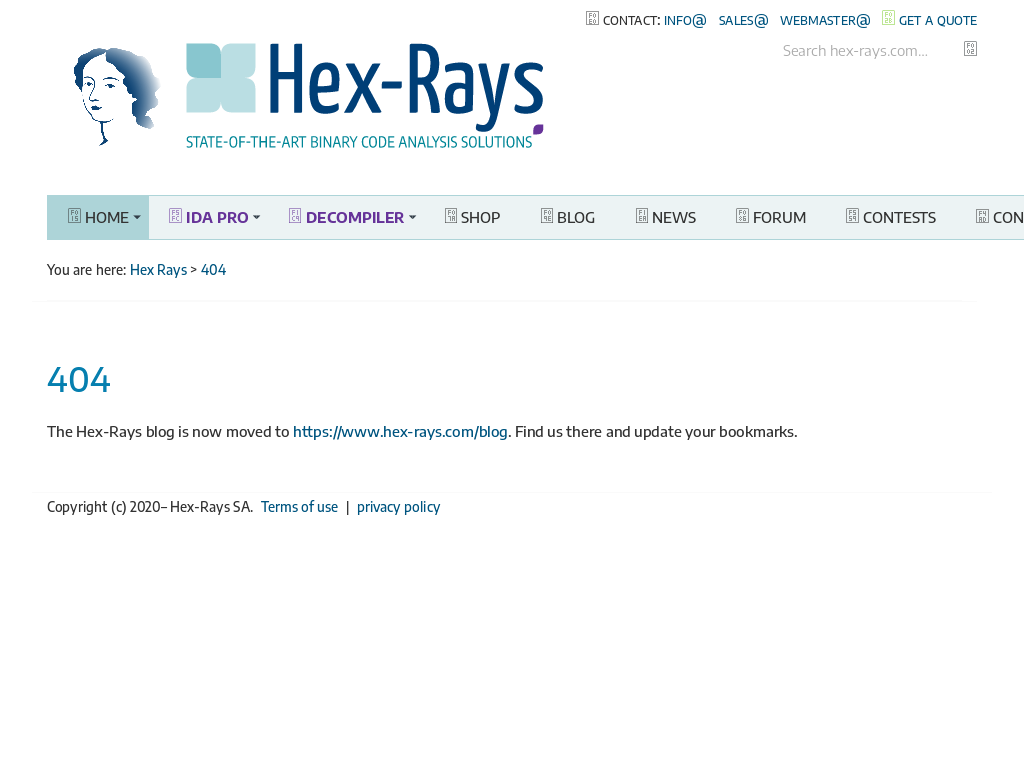 CONTACT: INFO@ SALES@ WEBMASTER@ GET A QUOTE
Search hex-rays.com...
Hex-Rays
STATE-OF-THE-ART BINARY CODE ANALYSIS SOLUTIONS
HOME IDA PRO DECOMPILER SHOP BLOG NEWS FORUM CONTESTS CON
You are here: Hex Rays > 404
404
The Hex-Rays blog is now moved to https://www.hex-rays.com/blog. Find us there and update your bookmarks.
Copyright (c) 2020– Hex-Rays SA. Terms of use | privacy policy